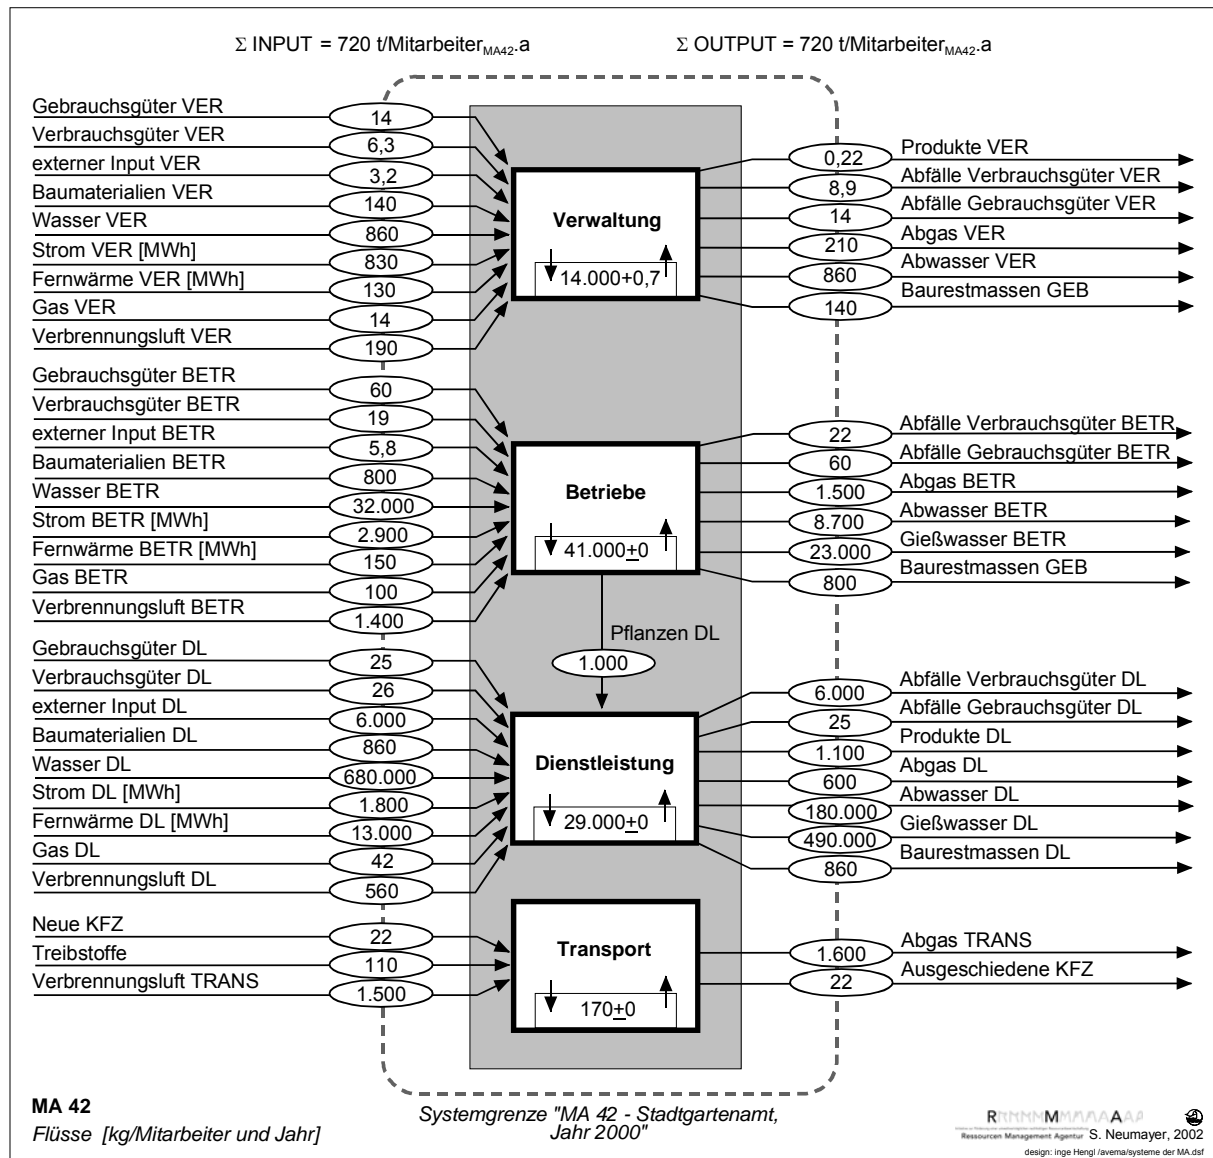 Σ INPUT = 720 t/Mitarbeiter MA42.a
Σ OUTPUT = 720 t/Mitarbeiter MA42.a
Gebrauchsgüter VER
14
Verbrauchsgüter VER
6,3
externer Input VER
3,2
Baumaterialien VER
140
Wasser VER
860
Strom VER [MWh]
830
Fernwärme VER [MWh]
130
Gas VER
14
Verbrennungsluft VER
190
Verwaltung
14.000+0,7
Produkte VER
0,22
Abfälle Verbrauchsgüter VER
8,9
Abfälle Gebrauchsgüter VER
14
Abgas VER
210
Abwasser VER
860
Baurestmassen GEB
140
Gebrauchsgüter BETR
60
Verbrauchsgüter BETR
19
externer Input BETR
5,8
Baumaterialien BETR
800
Wasser BETR
32.000
Strom BETR [MWh]
2.900
Fernwärme BETR [MWh]
150
Gas BETR
100
Verbrennungsluft BETR
1.400
Betriebe
41.000±0
Abfälle Verbrauchsgüter BETR
22
Abfälle Gebrauchsgüter BETR
60
Abgas BETR
1.500
Abwasser BETR
8.700
Gießwasser BETR
23.000
Baurestmassen GEB
800
Pflanzen DL
1.000
Gebrauchsgüter DL
25
Verbrauchsgüter DL
26
externer Input DL
6.000
Baumaterialien DL
860
Wasser DL
680.000
Strom DL [MWh]
1.800
Fernwärme DL [MWh]
13.000
Gas DL
42
Verbrennungsluft DL
560
Dienstleistung
29.000±0
Abfälle Verbrauchsgüter DL
6.000
Abfälle Gebrauchsgüter DL
25
Produkte DL
1.100
Abgas DL
600
Abwasser DL
180.000
Gießwasser DL
490.000
Baurestmassen DL
860
Neue KFZ
22
Treibstoffe
110
Verbrennungsluft TRANS
1.500
Transport
170±0
Abgas TRANS
1.600
Ausgeschiedene KFZ
22
MA 42
Flüsse [kg/Mitarbeiter und Jahr]
Systemgrenze "MA 42 - Stadtgartenamt,
Jahr 2000"
R M A
Ressourcen Management Agentur
S. Neumayer, 2002
design: inge Hengl /avema/systeme der MA.dsf